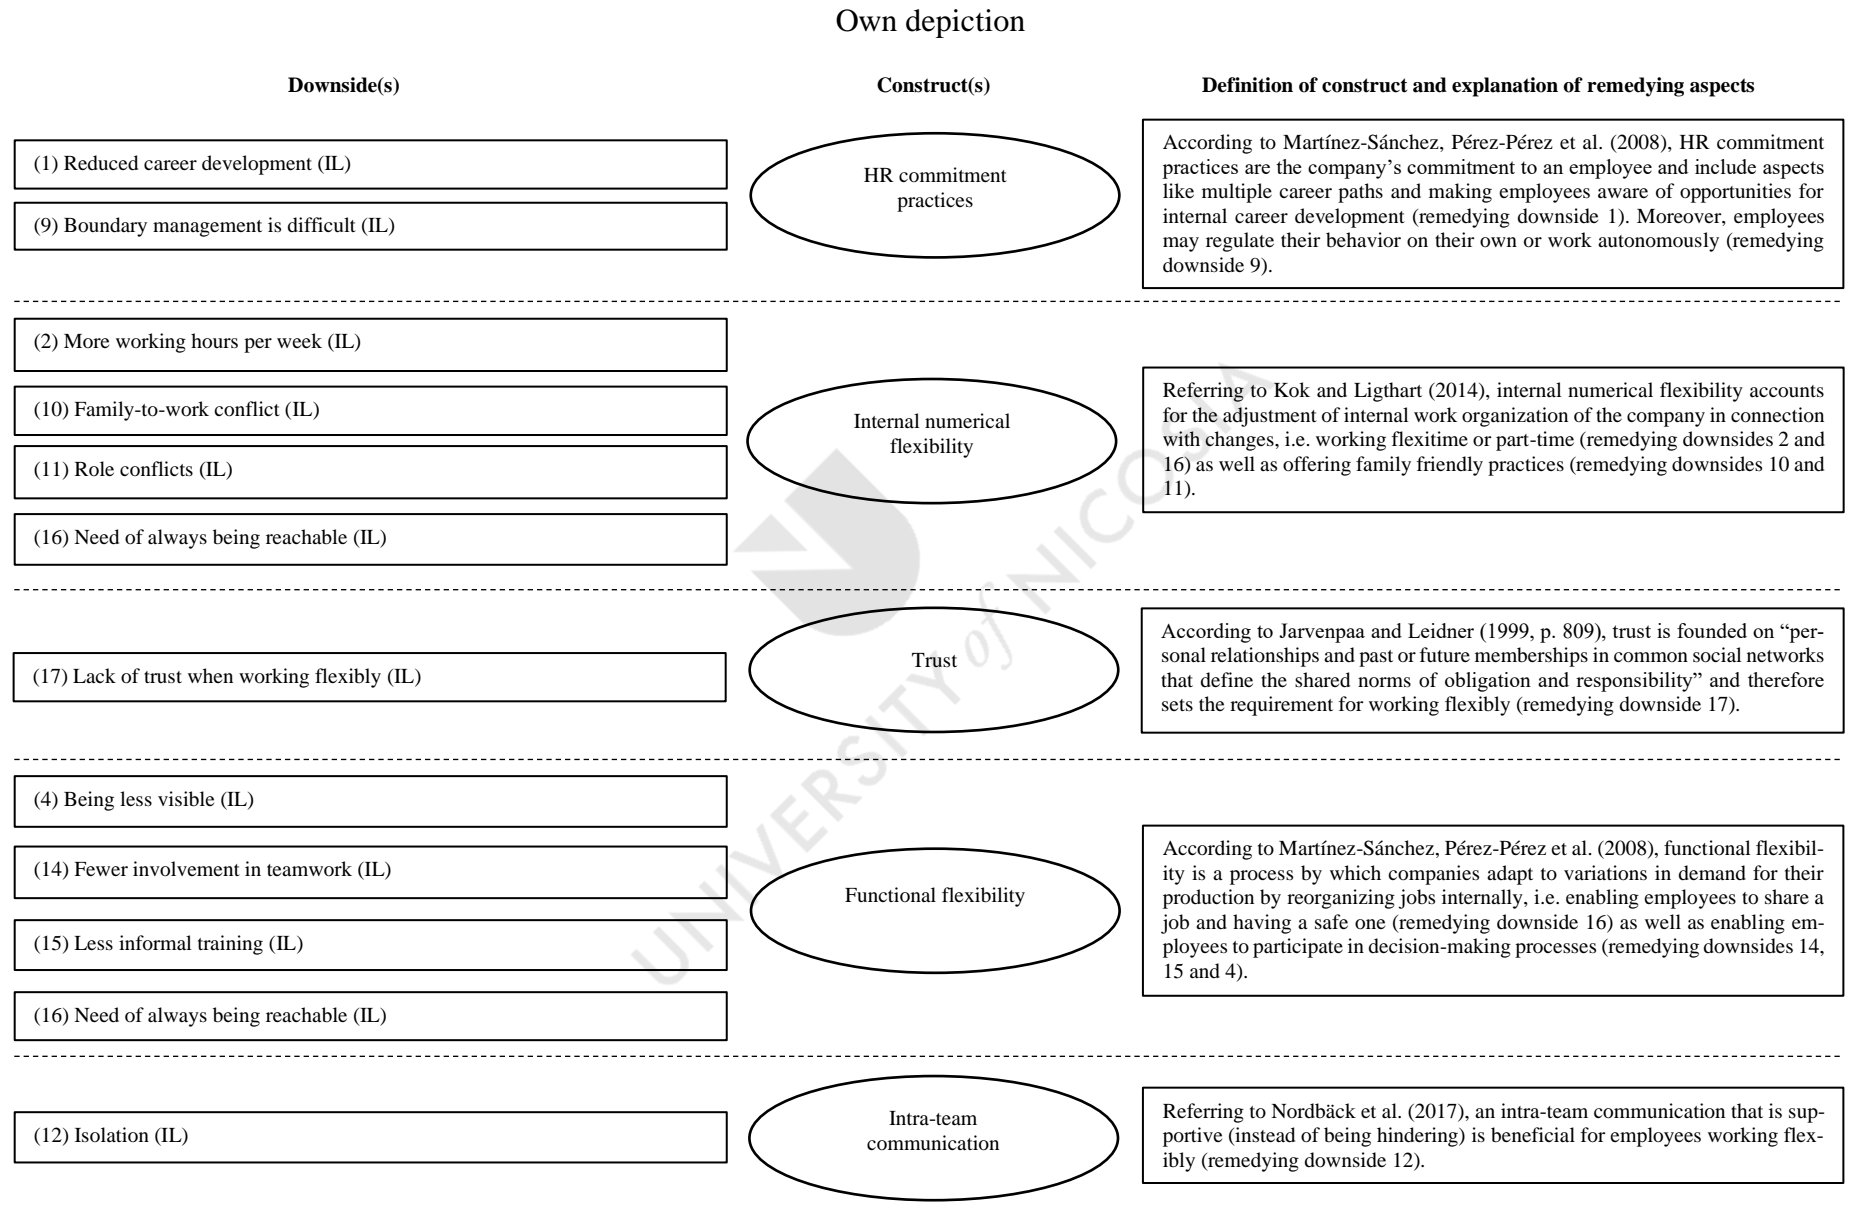 Own depiction
Downside(s)
Construct(s)
Definition of construct and explanation of remedying aspects
(1) Reduced career development (IL)
(9) Boundary management is difficult (IL)
HR commitment
practices
According to Martínez-Sánchez, Pérez-Pérez et al. (2008), HR commitment
practices are the company’s commitment to an employee and include aspects
like multiple career paths and making employees aware of opportunities for
internal career development (remedying downside 1). Moreover, employees
may regulate their behavior on their own or work autonomously (remedying
downside 9).
(2) More working hours per week (IL)
(10) Family-to-work conflict (IL)
(11) Role conflicts (IL)
(16) Need of always being reachable (IL)
Internal numerical
flexibility
Referring to Kok and Ligthart (2014), internal numerical flexibility accounts
for the adjustment of internal work organization of the company in connection
with changes, i.e. working flexitime or part-time (remedying downsides 2 and
16) as well as offering family friendly practices (remedying downsides 10 and
11).
(17) Lack of trust when working flexibly (IL)
Trust
According to Jarvenpaa and Leidner (1999, p. 809), trust is founded on “per-
sonal relationships and past or future memberships in common social networks
that define the shared norms of obligation and responsibility” and therefore
sets the requirement for working flexibly (remedying downside 17).
(4) Being less visible (IL)
(14) Fewer involvement in teamwork (IL)
(15) Less informal training (IL)
(16) Need of always being reachable (IL)
Functional flexibility
According to Martínez-Sánchez, Pérez-Pérez et al. (2008), functional flexibil-
ity is a process by which companies adapt to variations in demand for their
production by reorganizing jobs internally, i.e. enabling employees to share a
job and having a safe one (remedying downside 16) as well as enabling em-
ployees to participate in decision-making processes (remedying downsides 14,
15 and 4).
(12) Isolation (IL)
Intra-team
communication
Referring to Nordbäck et al. (2017), an intra-team communication that is sup-
portive (instead of being hindering) is beneficial for employees working flex-
ibly (remedying downside 12).
UNIVERSITY of NICOSIA